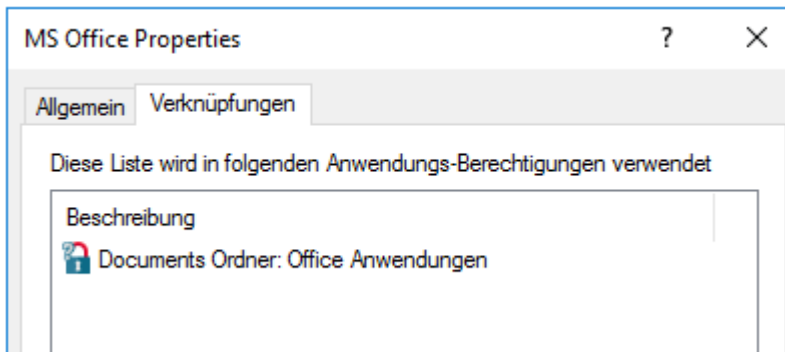 MS Office Properties ?
Allgemein Verknüpfungen
Diese Liste wird in folgenden Anwendungs-Berechtigungen verwendet
Beschreibung
Documents Ordner: Office Anwendungen